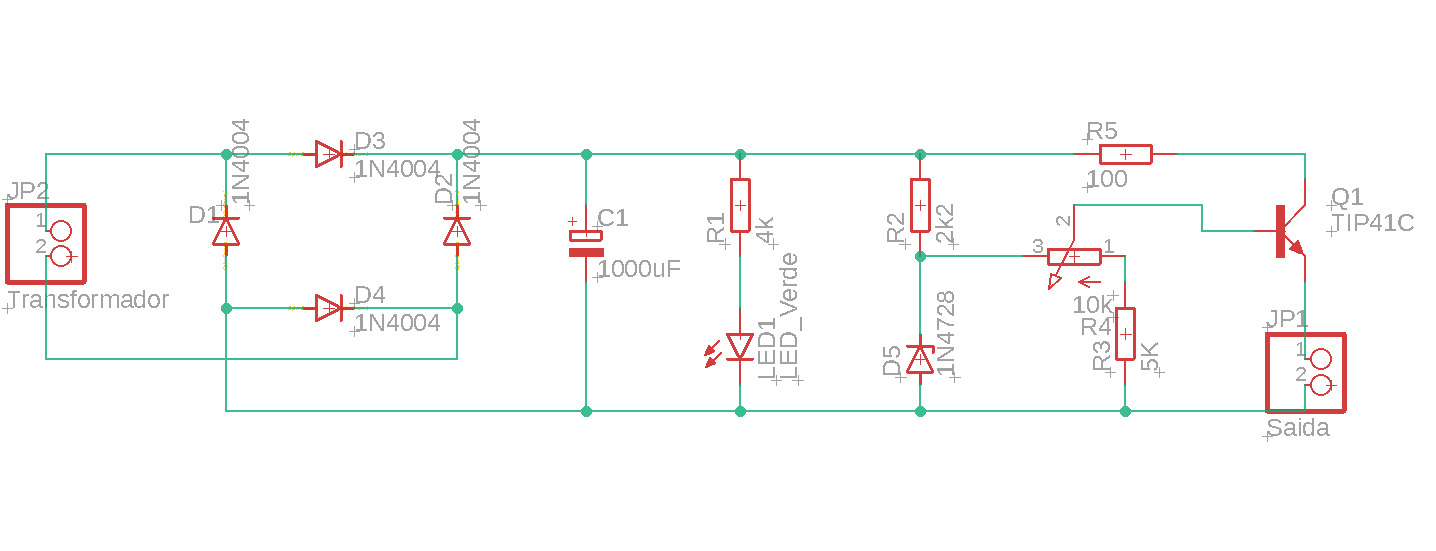 JP2
1
2
Transformador
D1
1N4004
D3
1N4004
D2
1N4004
D4
1N4004
C1
+
1000uF
R1
4k
LED1
LED_Verde
R2
2k2
D5
1N4728
R5
100
2
3
1
10k
R4
R3
5K
Q1
TIP41C
JP1
1
2
Saida